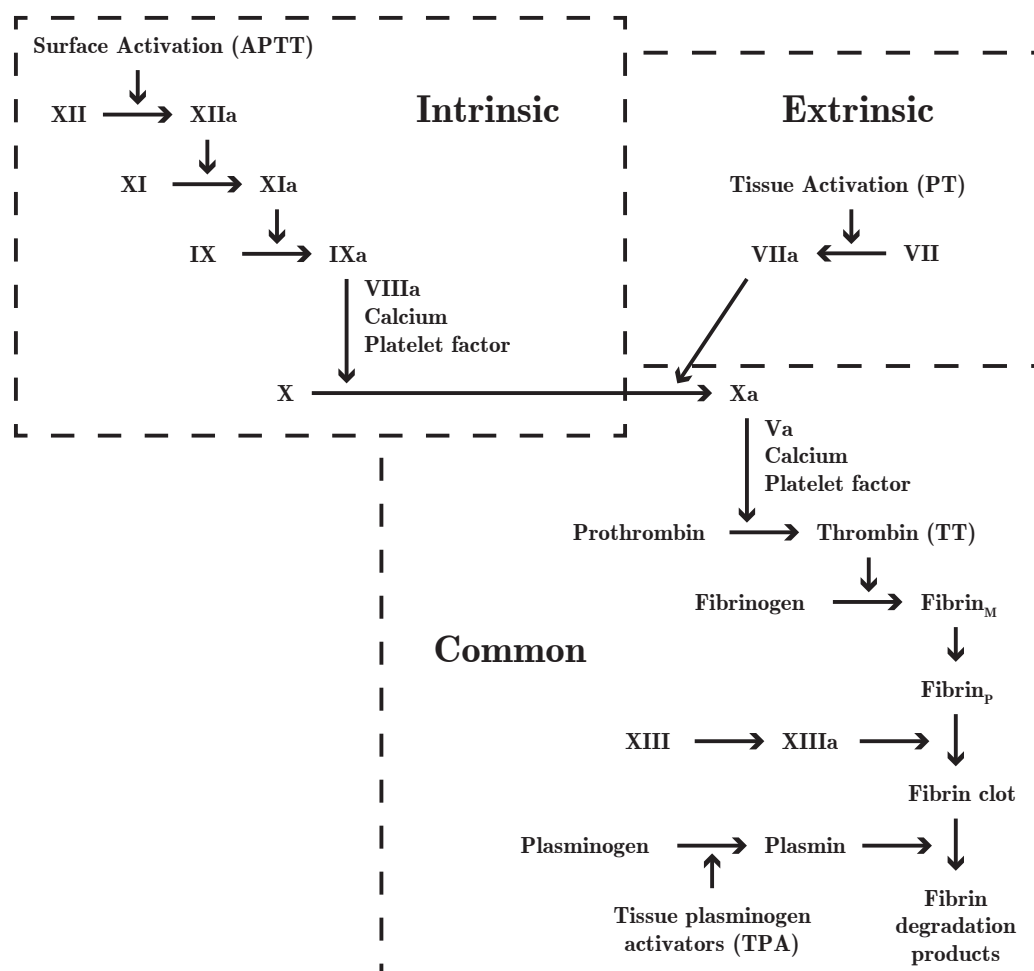 Surface Activation (APTT)
XII
XIIa
Intrinsic
XI
XIa
IX
IXa
VIIIa
Calcium
Platelet factor
X
Extrinsic
Tissue Activation (PT)
VIIa
VII
Xa
Va
Calcium
Platelet factor
Prothrombin
Thrombin (TT)
Fibrinogen
Fibrin_M
Common
Fibrin_P
XIII
XIIIa
Fibrin clot
Plasminogen
Plasmin
Tissue plasminogen
activators (TPA)
Fibrin
degradation
products